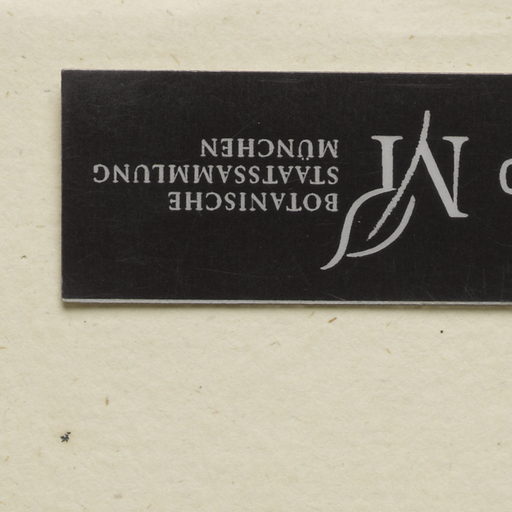 M
BOTANISCHE
STAATSSAMMLUNG
MÜNCHEN